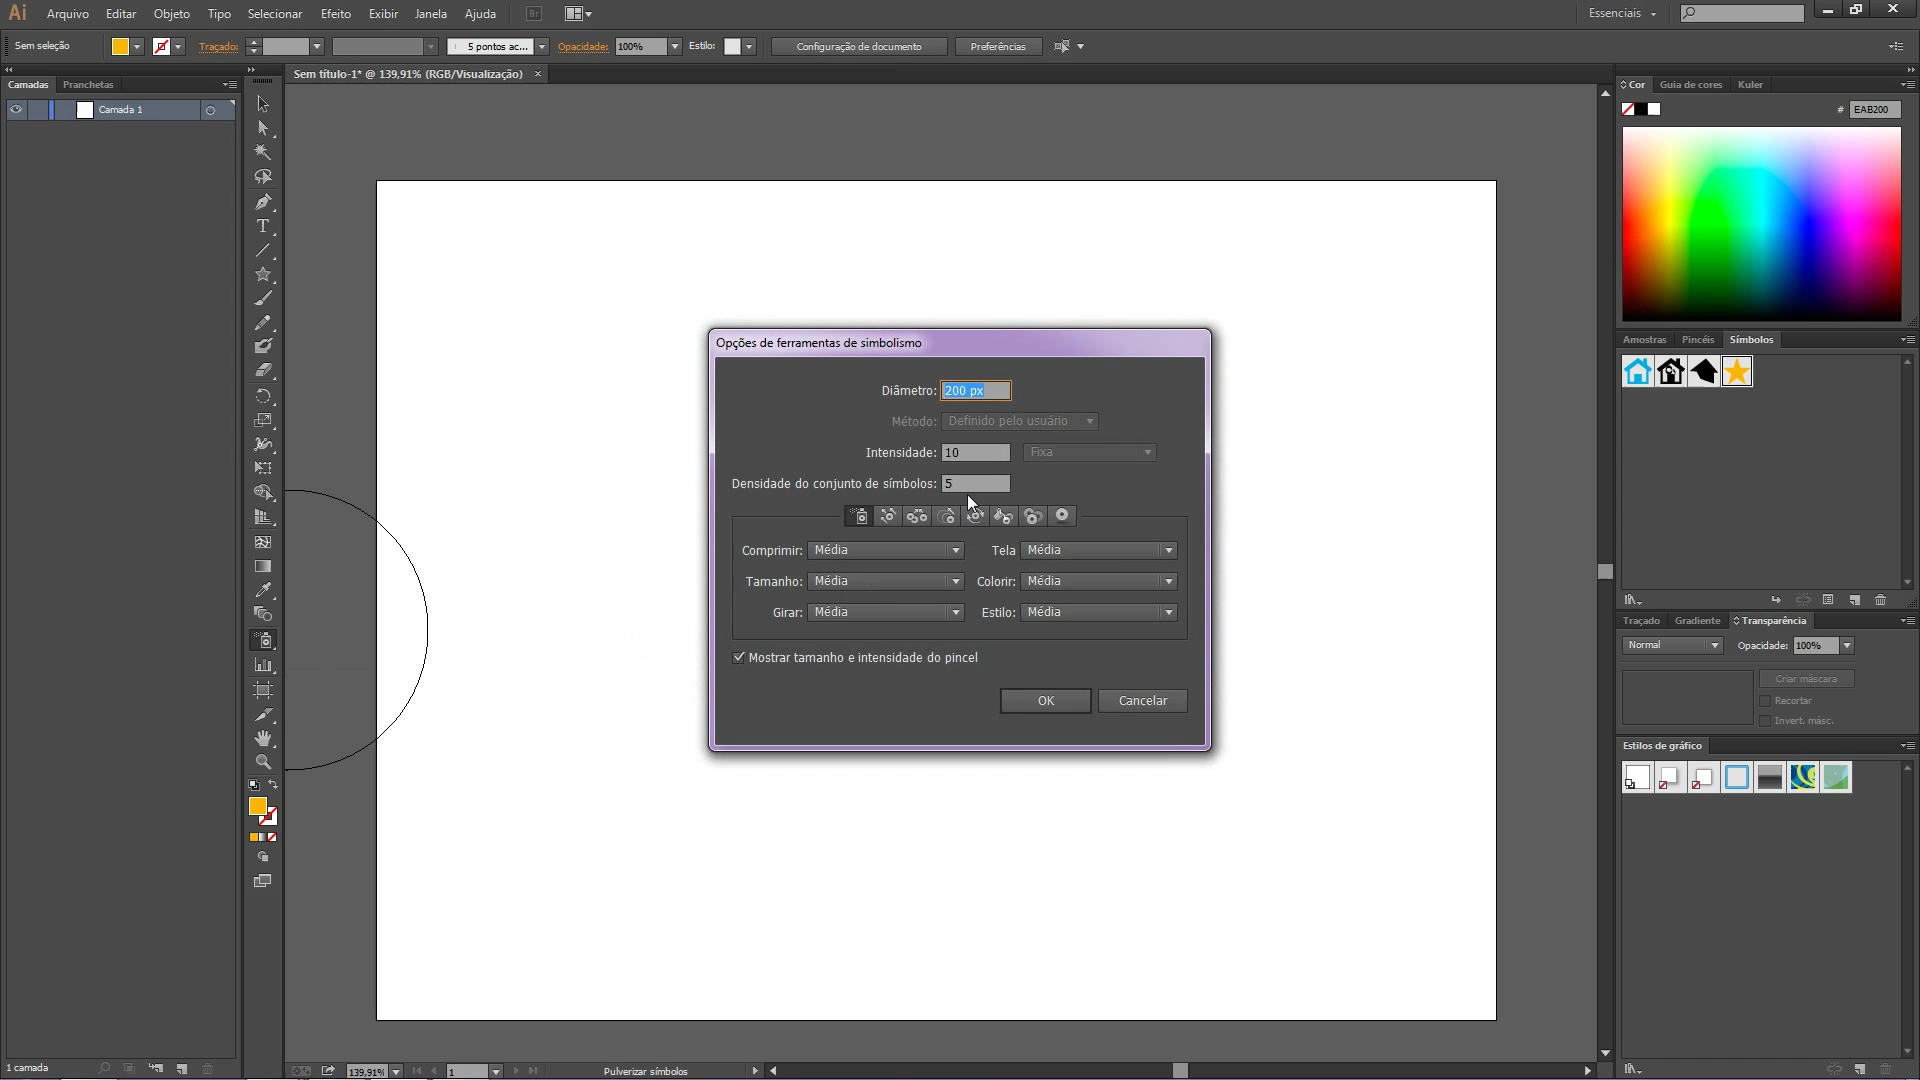 Ai Arquivo Editar Objeto Tipo Selecionar Efeito Exibir Janela Ajuda Br Essenciais
Sem seleção Traçado: 5 pontos ac... Opacidade: 100% Estilo: Configuração de documento Preferências
Camadas Pranchetas
Sem título-1* @ 139,91% (RGB/Visualização) ×
Cor Guia de cores Kuler
Camada 1
# EAB200
Opções de ferramentas de simbolismo
Amostras Pincéis Símbolos
Diâmetro: 200 px
Método: Definido pelo usuário
Intensidade: 10 Fixa
Densidade do conjunto de símbolos: 5
Comprimir: Média Tela Média
Tamanho: Média Colorir: Média
Girar: Média Estilo: Média
Mostrar tamanho e intensidade do pincel
OK Cancelar
Traçado Gradiente Transparência
Normal Opacidade: 100%
Criar máscara
Recortar
Invert. másc.
Estilos de gráfico
1 camada 139,91% 1 Pulverizar símbolos